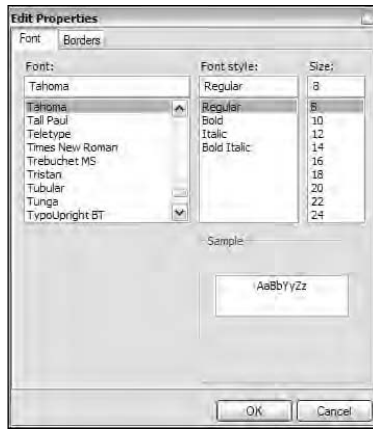 Edit Properties
Font
Borders
Font:
Font style:
Size:
Tahoma
Regular
8
Tahoma
Tall Paul
Teletype
Times New Roman
Trebuchet MS
Tristan
Tubular
Tunga
TypoUpright BT
Regular
Bold
Italic
Bold Italic
8
10
12
14
16
18
20
22
24
Sample
AaBbYyZz
OK
Cancel